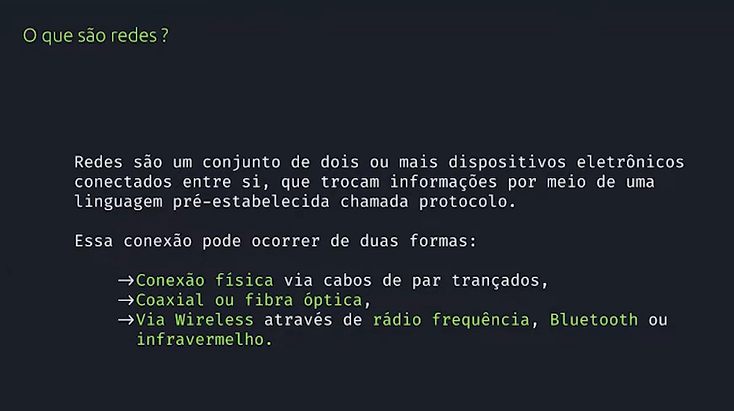 O que são redes ?
Redes são um conjunto de dois ou mais dispositivos eletrônicos
conectados entre si, que trocam informações por meio de uma
linguagem pré-estabelecida chamada protocolo.
Essa conexão pode ocorrer de duas formas:
→Conexão física via cabos de par trançados,
→Coaxial ou fibra óptica,
→Via Wireless através de rádio frequência, Bluetooth ou
infravermelho.